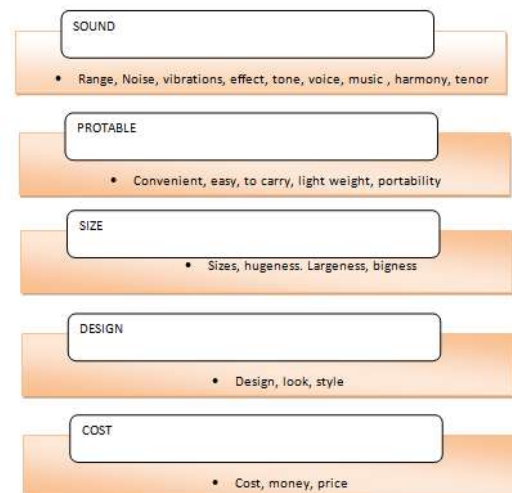 SOUND
• Range, Noise, vibrations, effect, tone, voice, music , harmony, tenor
PROTABLE
• Convenient, easy, to carry, light weight, portability
SIZE
• Sizes, hugeness. Largeness, bigness
DESIGN
• Design, look, style
COST
• Cost, money, price